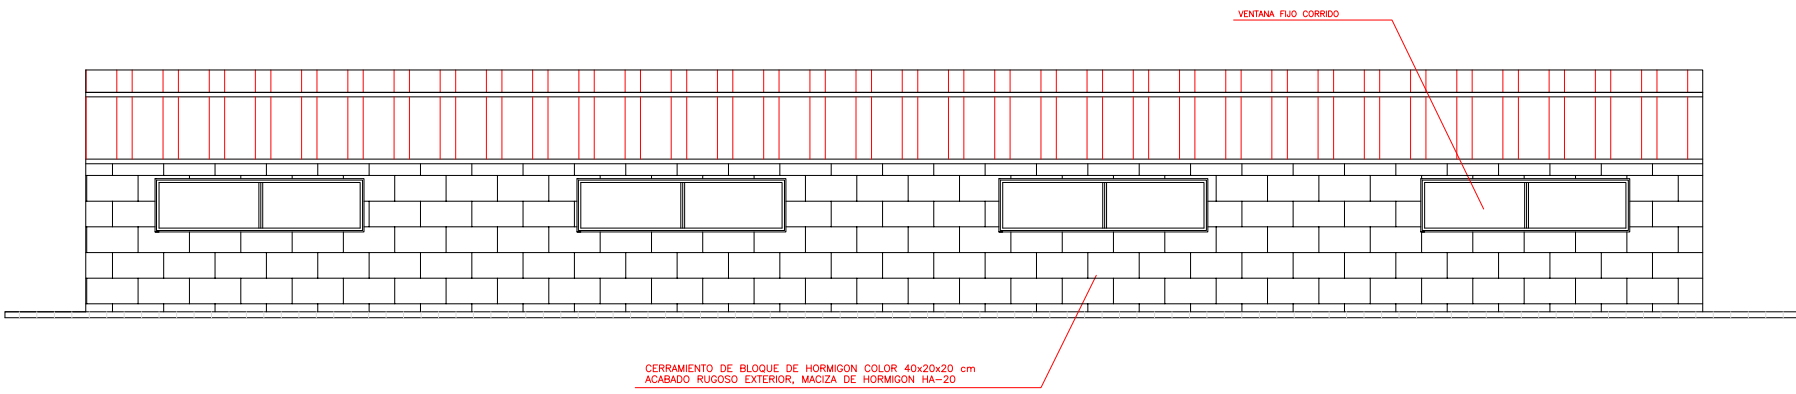 VENTANA FIJO CORRIDO
CERRAMIENTO DE BLOQUE DE HORMIGON COLOR 40x20x20 cm
ACABADO RUGOSO EXTERIOR, MACIZA DE HORMIGON HA-20